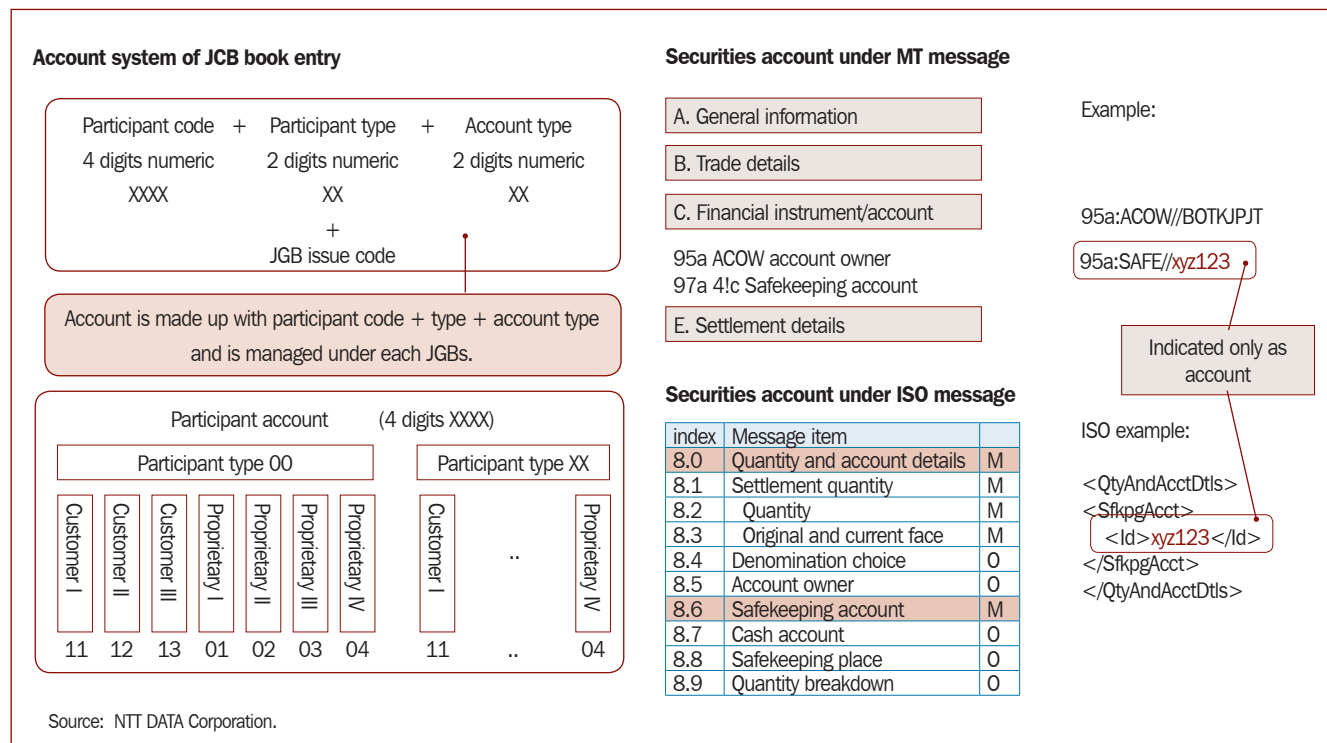 Account system of JCB book entry
Participant code + Participant type + Account type
4 digits numeric 2 digits numeric 2 digits numeric
XXXX XX XX
+
JGB issue code
Account is made up with participant code + type + account type
and is managed under each JGBs.
Participant account (4 digits XXXX)
Participant type 00 Participant type XX
Customer I
Customer II
Customer III
Proprietary I
Proprietary II
Proprietary III
Proprietary IV
Customer I
..
Proprietary IV
11 12 13 01 02 03 04 11 .. 04
Source: NTT DATA Corporation.
Securities account under MT message
A. General information
B. Trade details
C. Financial instrument/account
95a ACOW account owner
97a 4!c Safekeeping account
E. Settlement details
Example:
95a:ACOW//BOTKJPJT
95a:SAFE//xyz123
Indicated only as
account
Securities account under ISO message
index Message item
8.0 Quantity and account details M
8.1 Settlement quantity M
8.2 Quantity M
8.3 Original and current face M
8.4 Denomination choice O
8.5 Account owner O
8.6 Safekeeping account M
8.7 Cash account O
8.8 Safekeeping place O
8.9 Quantity breakdown O
ISO example:
<QtyAndAcctDtls>
<SfkpgAcct>
<Id>xyz123</Id>
</SfkpgAcct>
</QtyAndAcctDtls>